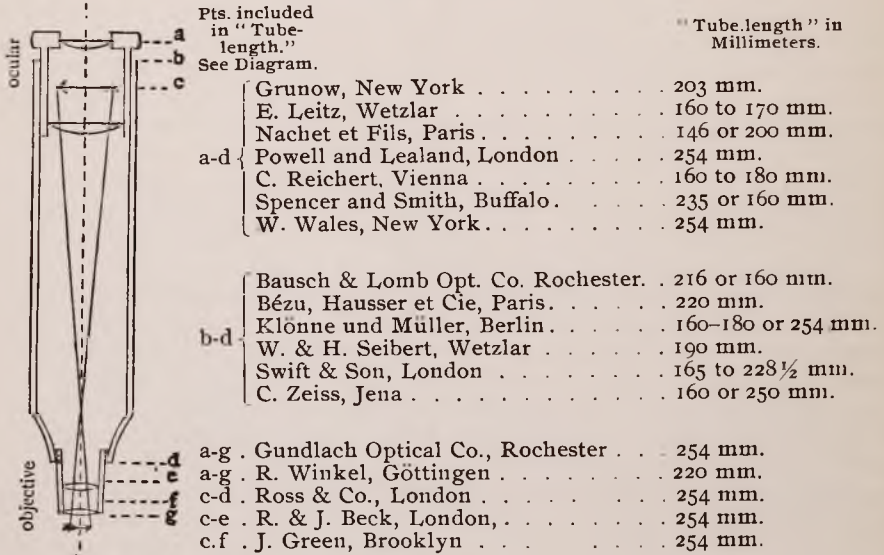 ocular
a
b
c
d
e
f
g
objective
Pts. included
in "Tube-
length."
See Diagram.
"Tube.length" in
Millimeters.
a-d
Grunow, New York . . . . . . . . . 203 mm.
E. Leitz, Wetzlar . . . . . . . . . 160 to 170 mm.
Nachet et Fils, Paris . . . . . . . . . 146 or 200 mm.
Powell and Lealand, London . . . . . 254 mm.
C. Reichert, Vienna . . . . . . . . . 160 to 180 mm.
Spencer and Smith, Buffalo. . . . . . 235 or 160 mm.
W. Wales, New York. . . . . . . . . 254 mm.
b-d
Bausch & Lomb Opt. Co. Rochester. . 216 or 160 mm.
Bézu, Hausser et Cie, Paris. . . . . . 220 mm.
Klönne und Müller, Berlin. . . . . . 160–180 or 254 mm.
W. & H. Seibert, Wetzlar . . . . . . 190 mm.
Swift & Son, London . . . . . . . . 165 to 228½ mm.
C. Zeiss, Jena . . . . . . . . . . . 160 or 250 mm.
a-g . Gundlach Optical Co., Rochester . . 254 mm.
a-g . R. Winkel, Göttingen . . . . . . . 220 mm.
c-d . Ross & Co., London . . . . . . . . 254 mm.
c-e . R. & J. Beck, London, . . . . . . . 254 mm.
c.f . J. Green, Brooklyn . . . . . . . 254 mm.